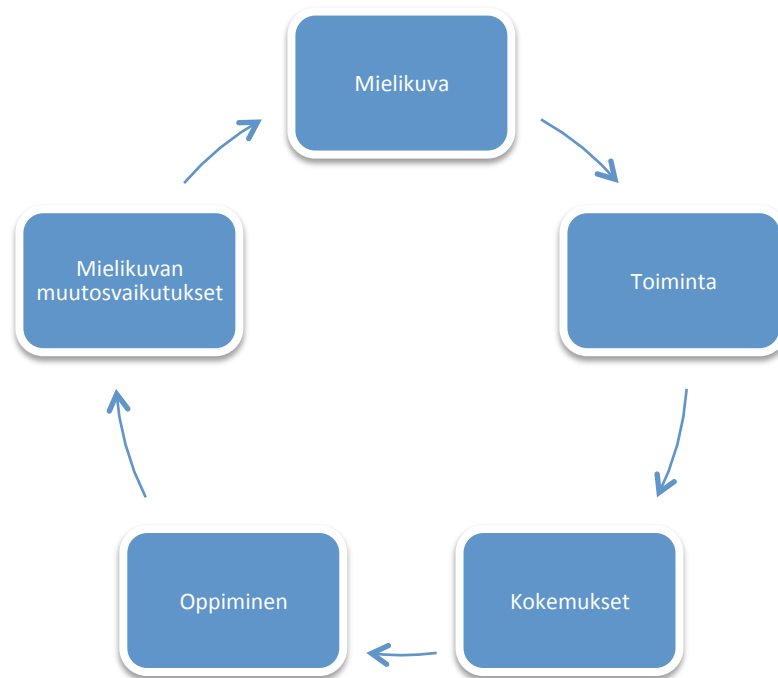 Mielikuva
Toiminta
Kokemukset
Oppiminen
Mielikuvan
muutosvaikutukset